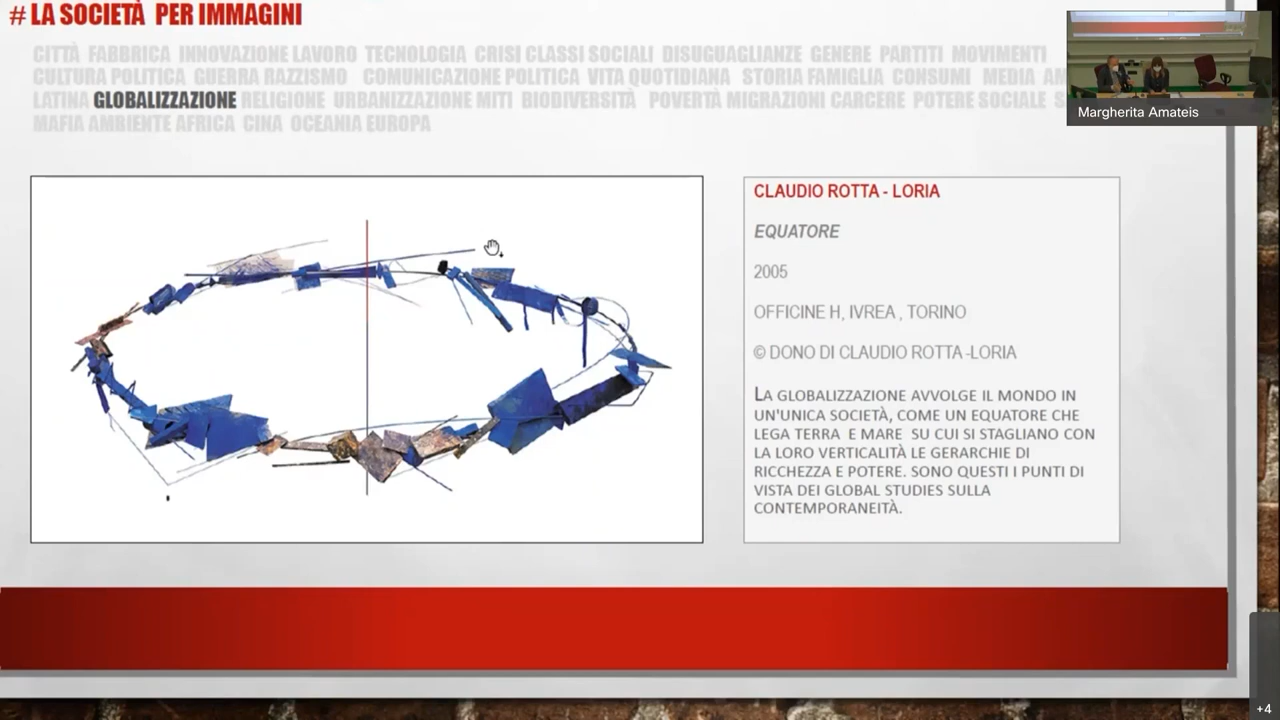 # LA SOCIETÀ PER IMMAGINI
CITTÀ FABBRICA INNOVAZIONE LAVORO TECNOLOGIA CRISI CLASSI SOCIALI DISUGUAGLIANZE GENERE PARTITI MOVIMENTI
CULTURA POLITICA GUERRA RAZZISMO COMUNICAZIONE POLITICA VITA QUOTIDIANA STORIA FAMIGLIA CONSUMI MEDIA
LATINA GLOBALIZZAZIONE RELIGIONE DIVERSITÀ POVERTÀ MIGRAZIONI CARCERE POTERE SOCIALE
MAFIA AMBIENTE AFRICA CINA OCEANIA EUROPA
Margherita Amateis
CLAUDIO ROTTA - LORIA
EQUATORE
2005
OFFICINE H, IVREA , TORINO
© DONO DI CLAUDIO ROTTA -LORIA
LA GLOBALIZZAZIONE AVVOLGE IL MONDO IN
UN'UNICA SOCIETÀ, COME UN EQUATORE CHE
LEGA TERRA E MARE SU CUI SI STAGLIANO CON
LA LORO VERTICALITÀ LE GERARCHIE DI
RICCHEZZA E POTERE. SONO QUESTI I PUNTI DI
VISTA DEI GLOBAL STUDIES SULLA
CONTEMPORANEITÀ.
+4